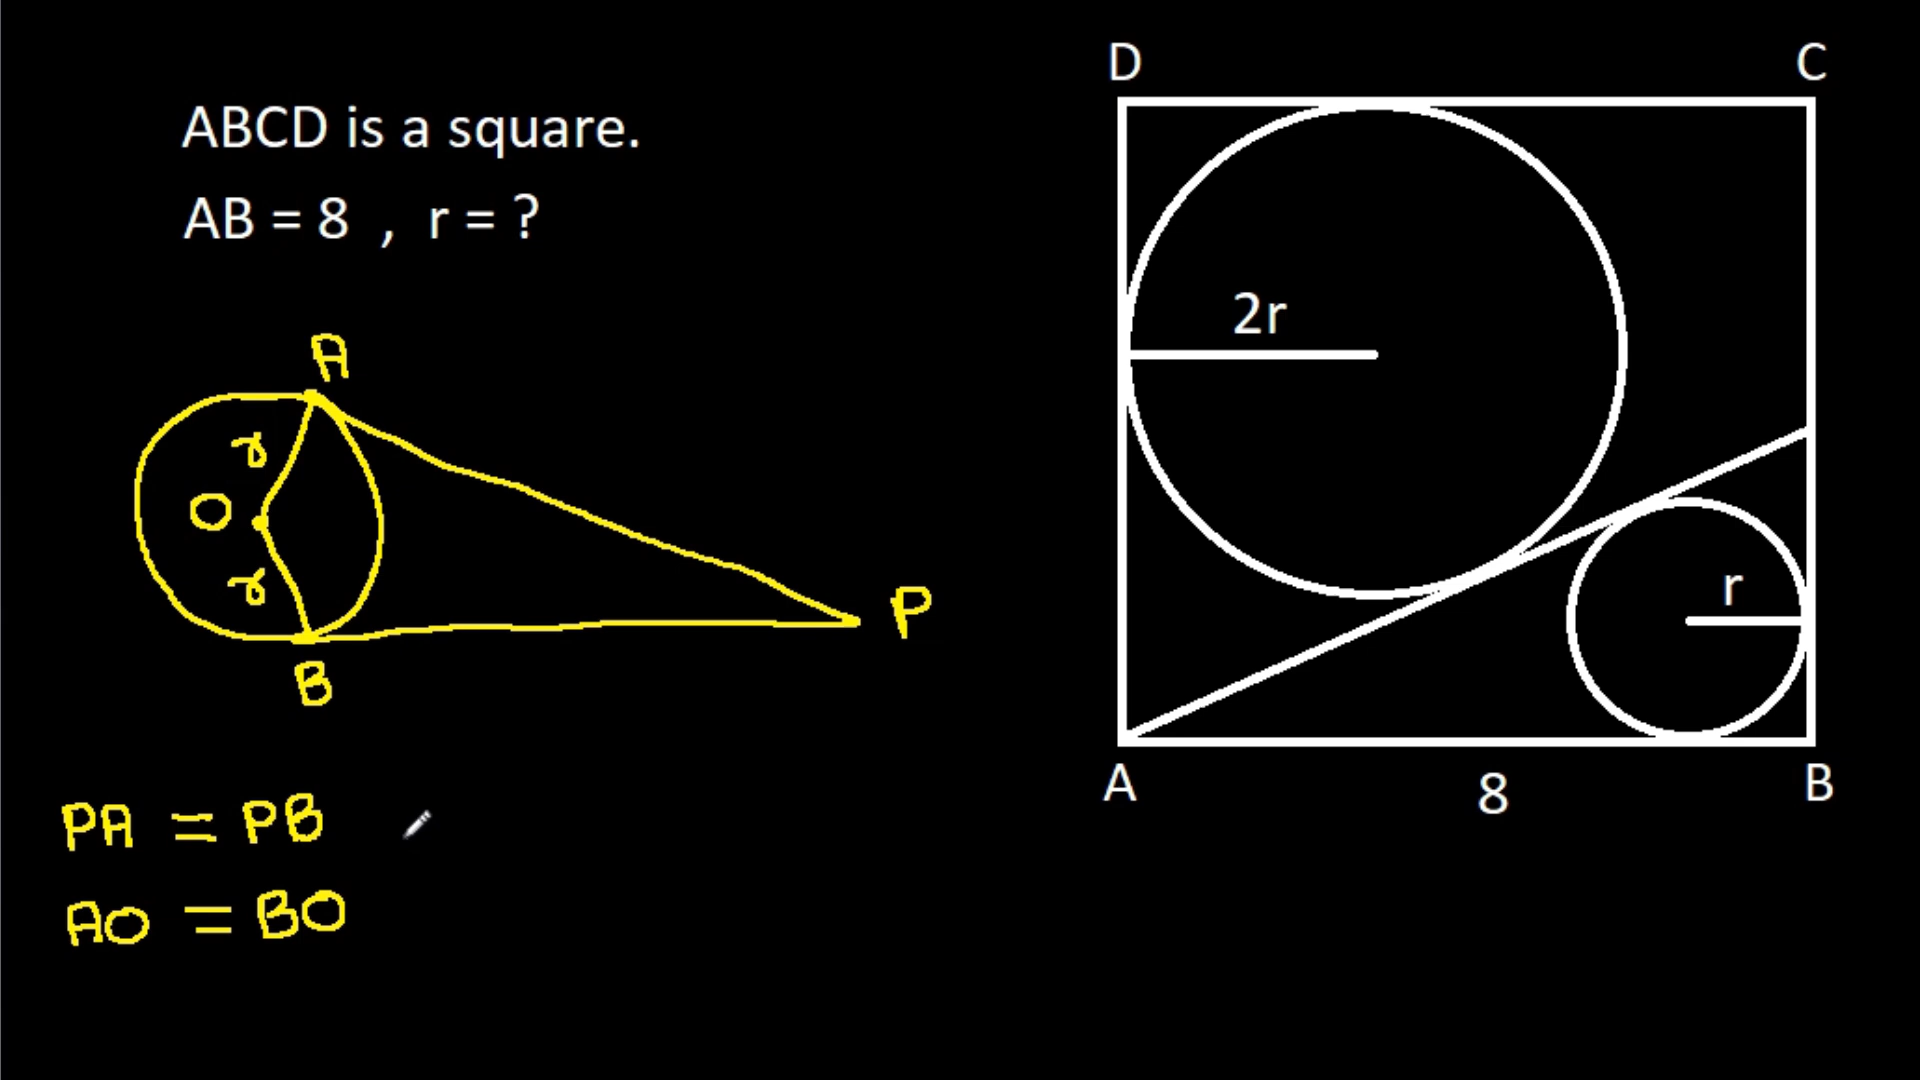 ABCD is a square.
AB = 8 , r = ?
A
r
O
r
B
P
PA = PB
AO = BO
D
C
2r
r
A
8
B